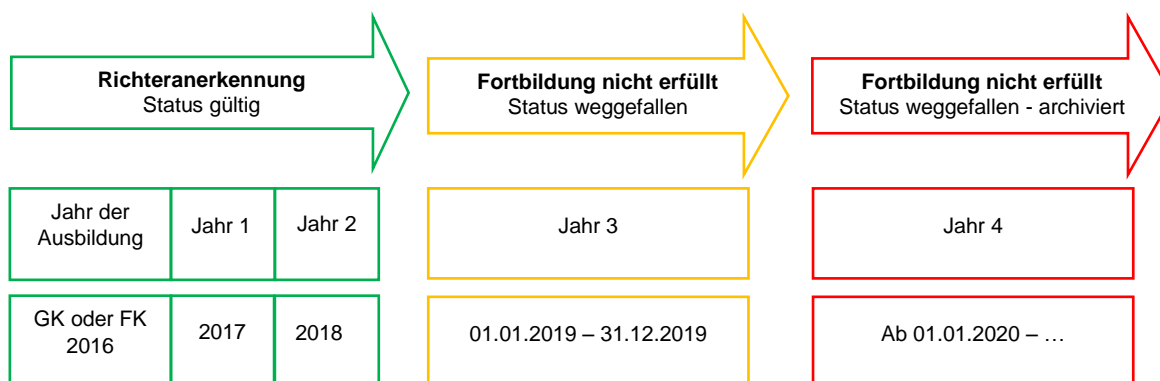 Richteranerkennung
Status gültig
Fortbildung nicht erfüllt
Status weggefallen
Fortbildung nicht erfüllt
Status weggefallen - archiviert
Jahr der
Ausbildung
Jahr 1
Jahr 2
Jahr 3
Jahr 4
GK oder FK
2016
2017
2018
01.01.2019 – 31.12.2019
Ab 01.01.2020 – …